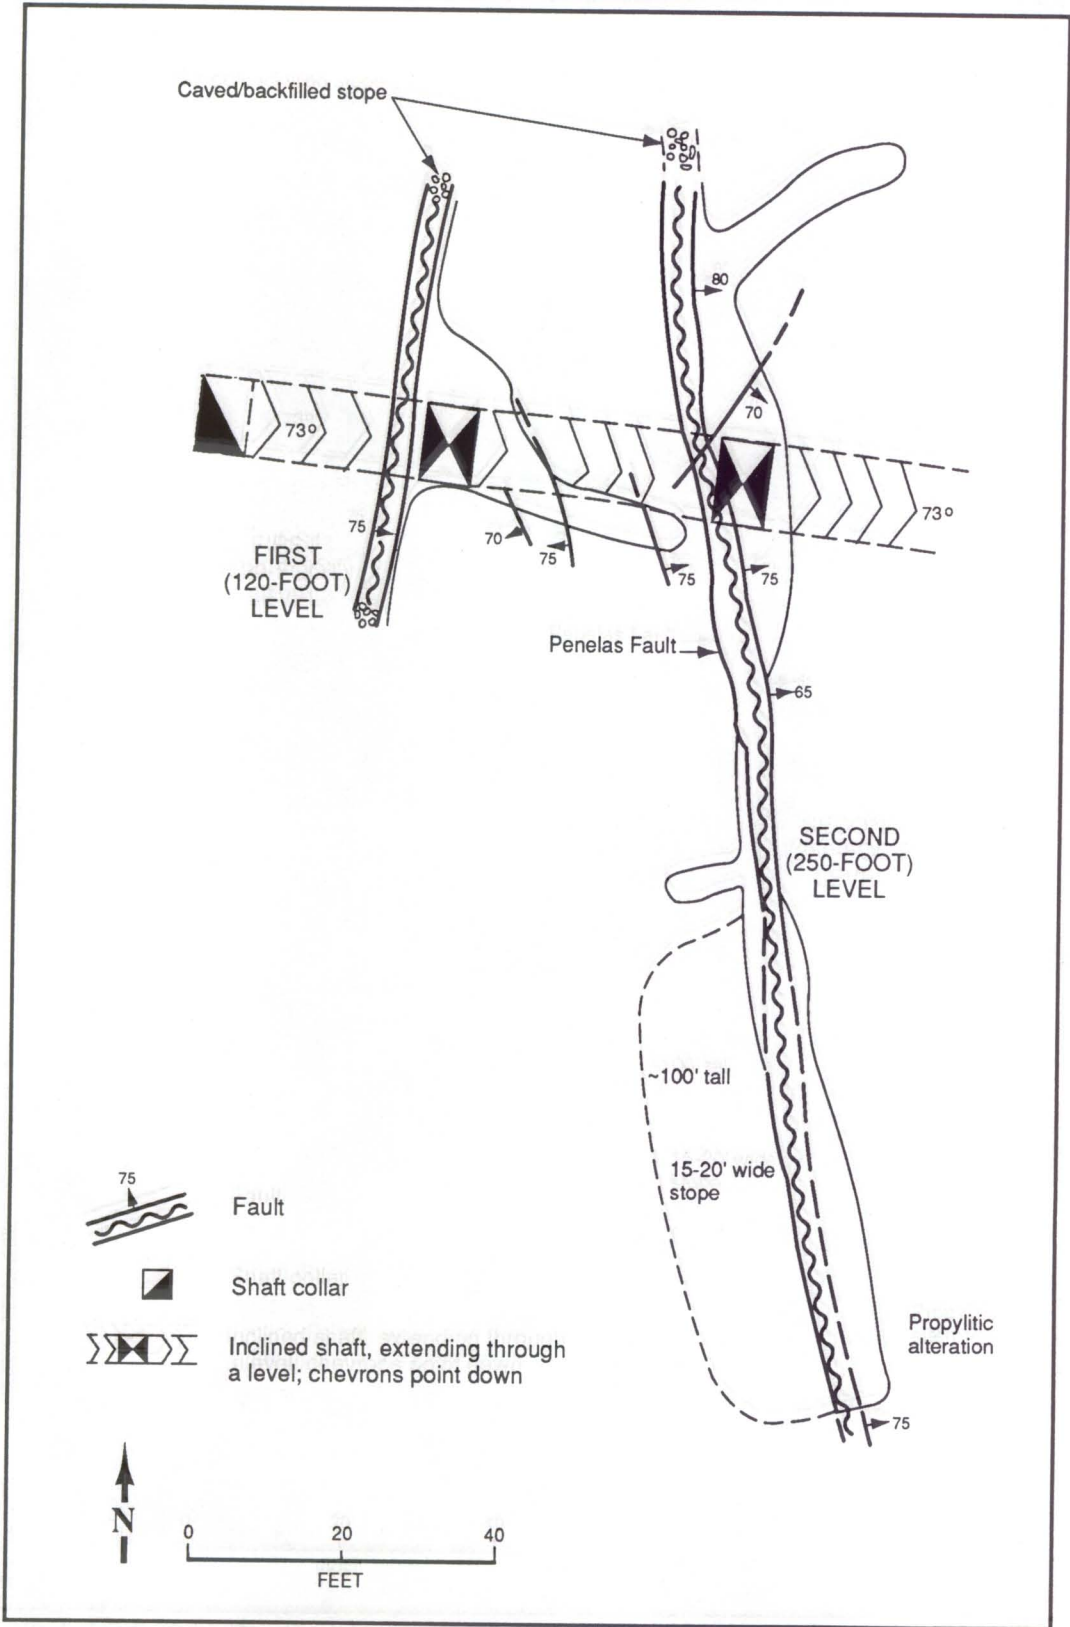 Caved/backfilled stope
80
70
73º
73º
75
70
75
75
75
FIRST
(120-FOOT)
LEVEL
Penelas Fault
65
SECOND
(250-FOOT)
LEVEL
~100' tall
15-20' wide
stope
Propylitic
alteration
75
75
Fault
Shaft collar
Inclined shaft, extending through
a level; chevrons point down
N
0 20 40
FEET